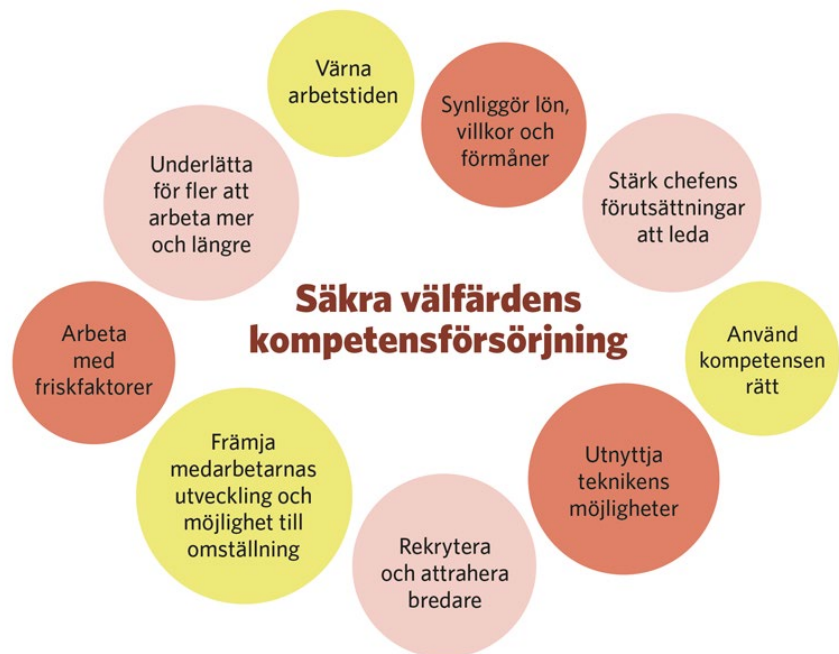 Värna
arbetstiden
Synliggör lön,
villkor och
förmåner
Stärk chefens
förutsättningar
att leda
Använd
kompetensen
rätt
Utnyttja
teknikens
möjligheter
Rekrytera
och attrahera
bredare
Främja
medarbetarnas
utveckling och
möjlighet till
omställning
Arbeta
med
friskfaktorer
Underlätta
för fler att
arbeta mer
och längre
Säkra välfärdens
kompetensförsörjning